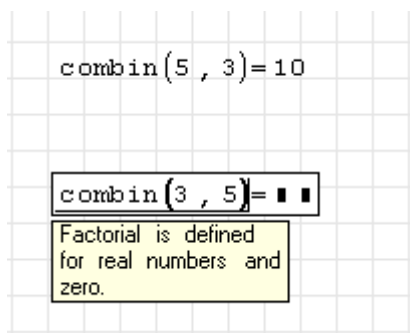 combin(5 , 3)=10
combin(3 , 5)=▮ ▮
Factorial is defined
for real numbers and
zero.